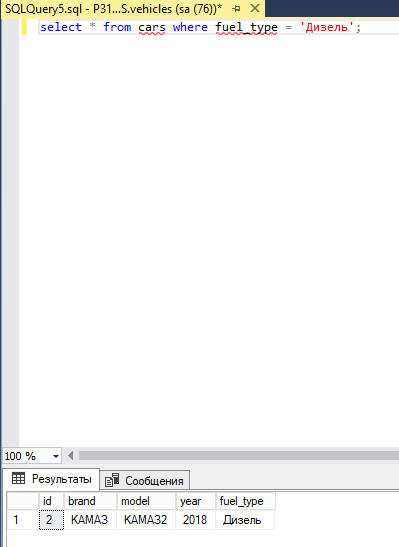 SQLQuery5.sql - P31...S.vehicles (sa (76))*
select * from cars where fuel_type = 'Дизель';
100 %
Результаты Сообщения
id brand model year fuel_type
1 2 КАМАЗ КАМАЗ2 2018 Дизель